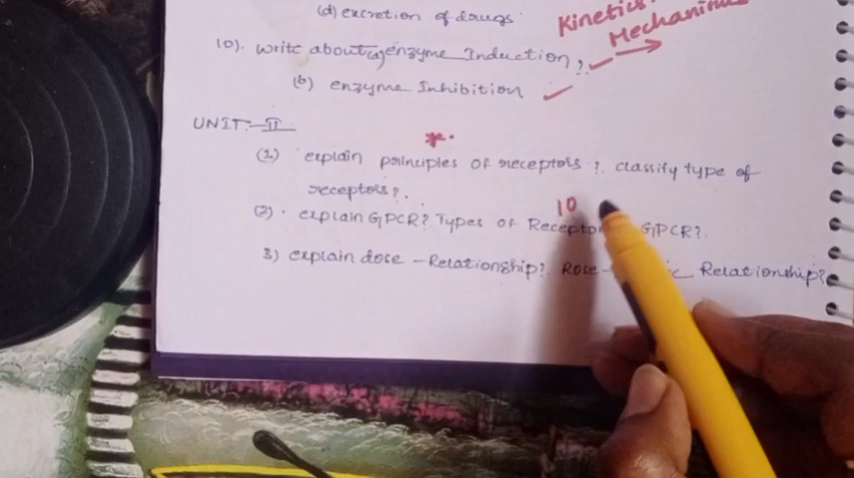 (d) excretion of drugs
Kinetics
Mechanism
10). Write about (a) enzyme Induction ?
(b) enzyme Inhibition
UNIT-II
(1) explain principles of receptors ?. classify type of
receptors?.
10
(2). explain GPCR? Types of Receptor GPCR?.
3) explain dose - Relationship?. Relationship?